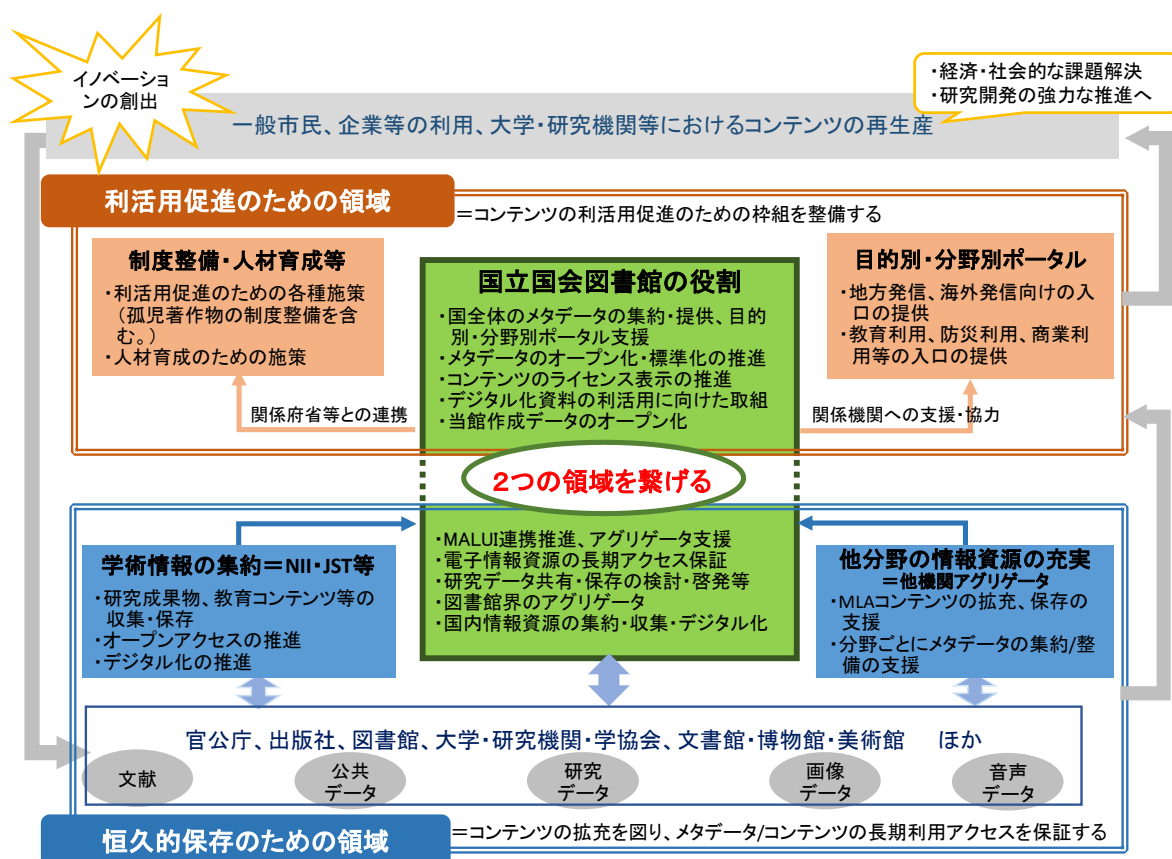 イノベーショ
ンの創出
・経済・社会的な課題解決
・研究開発の強力な推進へ
一般市民、企業等の利用、大学・研究機関等におけるコンテンツの再生産
利活用促進のための領域
＝コンテンツの利活用促進のための枠組を整備する
制度整備・人材育成等
・利活用促進のための各種施策
（孤児著作物の制度整備を含
む。）
・人材育成のための施策
関係府省等との連携
国立国会図書館の役割
・国全体のメタデータの集約・提供、目的
別・分野別ポータル支援
・メタデータのオープン化・標準化の推進
・コンテンツのライセンス表示の推進
・デジタル化資料の利活用に向けた取組
・当館作成データのオープン化
目的別・分野別ポータル
・地方発信、海外発信向けの入
口の提供
・教育利用、防災利用、商業利
用等の入口の提供
関係機関への支援・協力
２つの領域を繋げる
学術情報の集約＝NII・JST等
・研究成果物、教育コンテンツ等の
収集・保存
・オープンアクセスの推進
・デジタル化の推進
・MALUI連携推進、アグリゲータ支援
・電子情報資源の長期アクセス保証
・研究データ共有・保存の検討・啓発等
・図書館界のアグリゲータ
・国内情報資源の集約・収集・デジタル化
他分野の情報資源の充実
＝他機関アグリゲータ
・MLAコンテンツの拡充、保存の
支援
・分野ごとにメタデータの集約/整
備の支援
官公庁、出版社、図書館、大学・研究機関・学協会、文書館・博物館・美術館　ほか
文献
公共
データ
研究
データ
画像
データ
音声
データ
恒久的保存のための領域
＝コンテンツの拡充を図り、メタデータ/コンテンツの長期利用アクセスを保証する